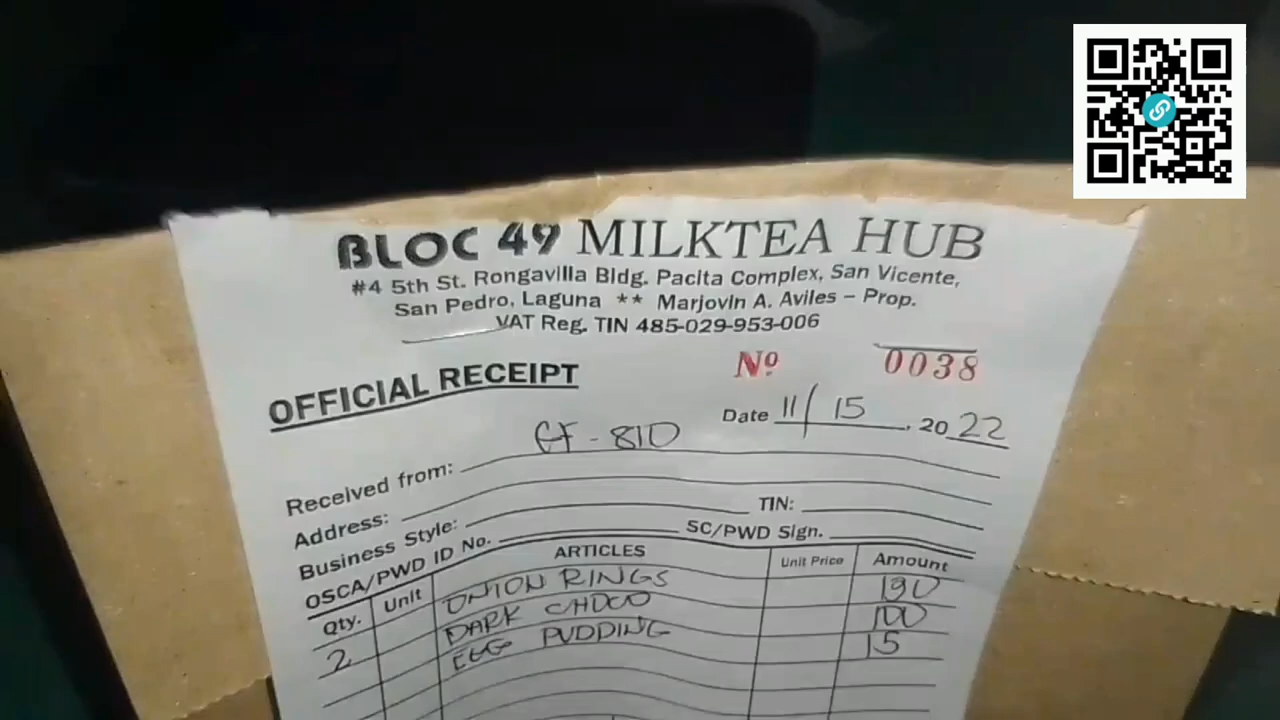 BLOC 49 MILKTEA HUB
#4 5th St. Rongavilla Bldg. Pacita Complex, San Vicente,
San Pedro, Laguna ** Marjovin A. Aviles – Prop.
VAT Reg. TIN 485-029-953-006
Nº 0038
OFFICIAL RECEIPT
Date 11/15, 2022
GF-810
Received from:
Address:
TIN:
Business Style:
SC/PWD Sign.
OSCA/PWD ID No.
Qty. Unit ARTICLES Unit Price Amount
ONION RINGS 190
2 DARK CHOCO 100
EGG PUDDING 15